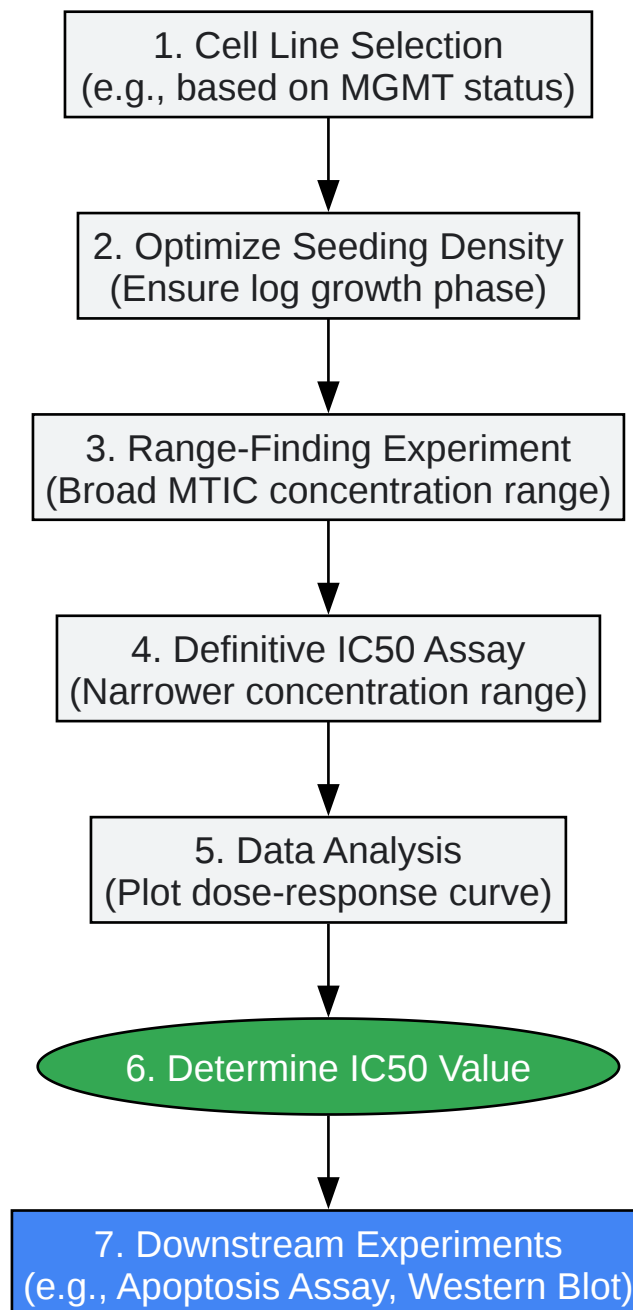 1. Cell Line Selection
(e.g., based on MGMT status)
2. Optimize Seeding Density
(Ensure log growth phase)
3. Range-Finding Experiment
(Broad MTIC concentration range)
4. Definitive IC50 Assay
(Narrower concentration range)
5. Data Analysis
(Plot dose-response curve)
6. Determine IC50 Value
7. Downstream Experiments
(e.g., Apoptosis Assay, Western Blot)